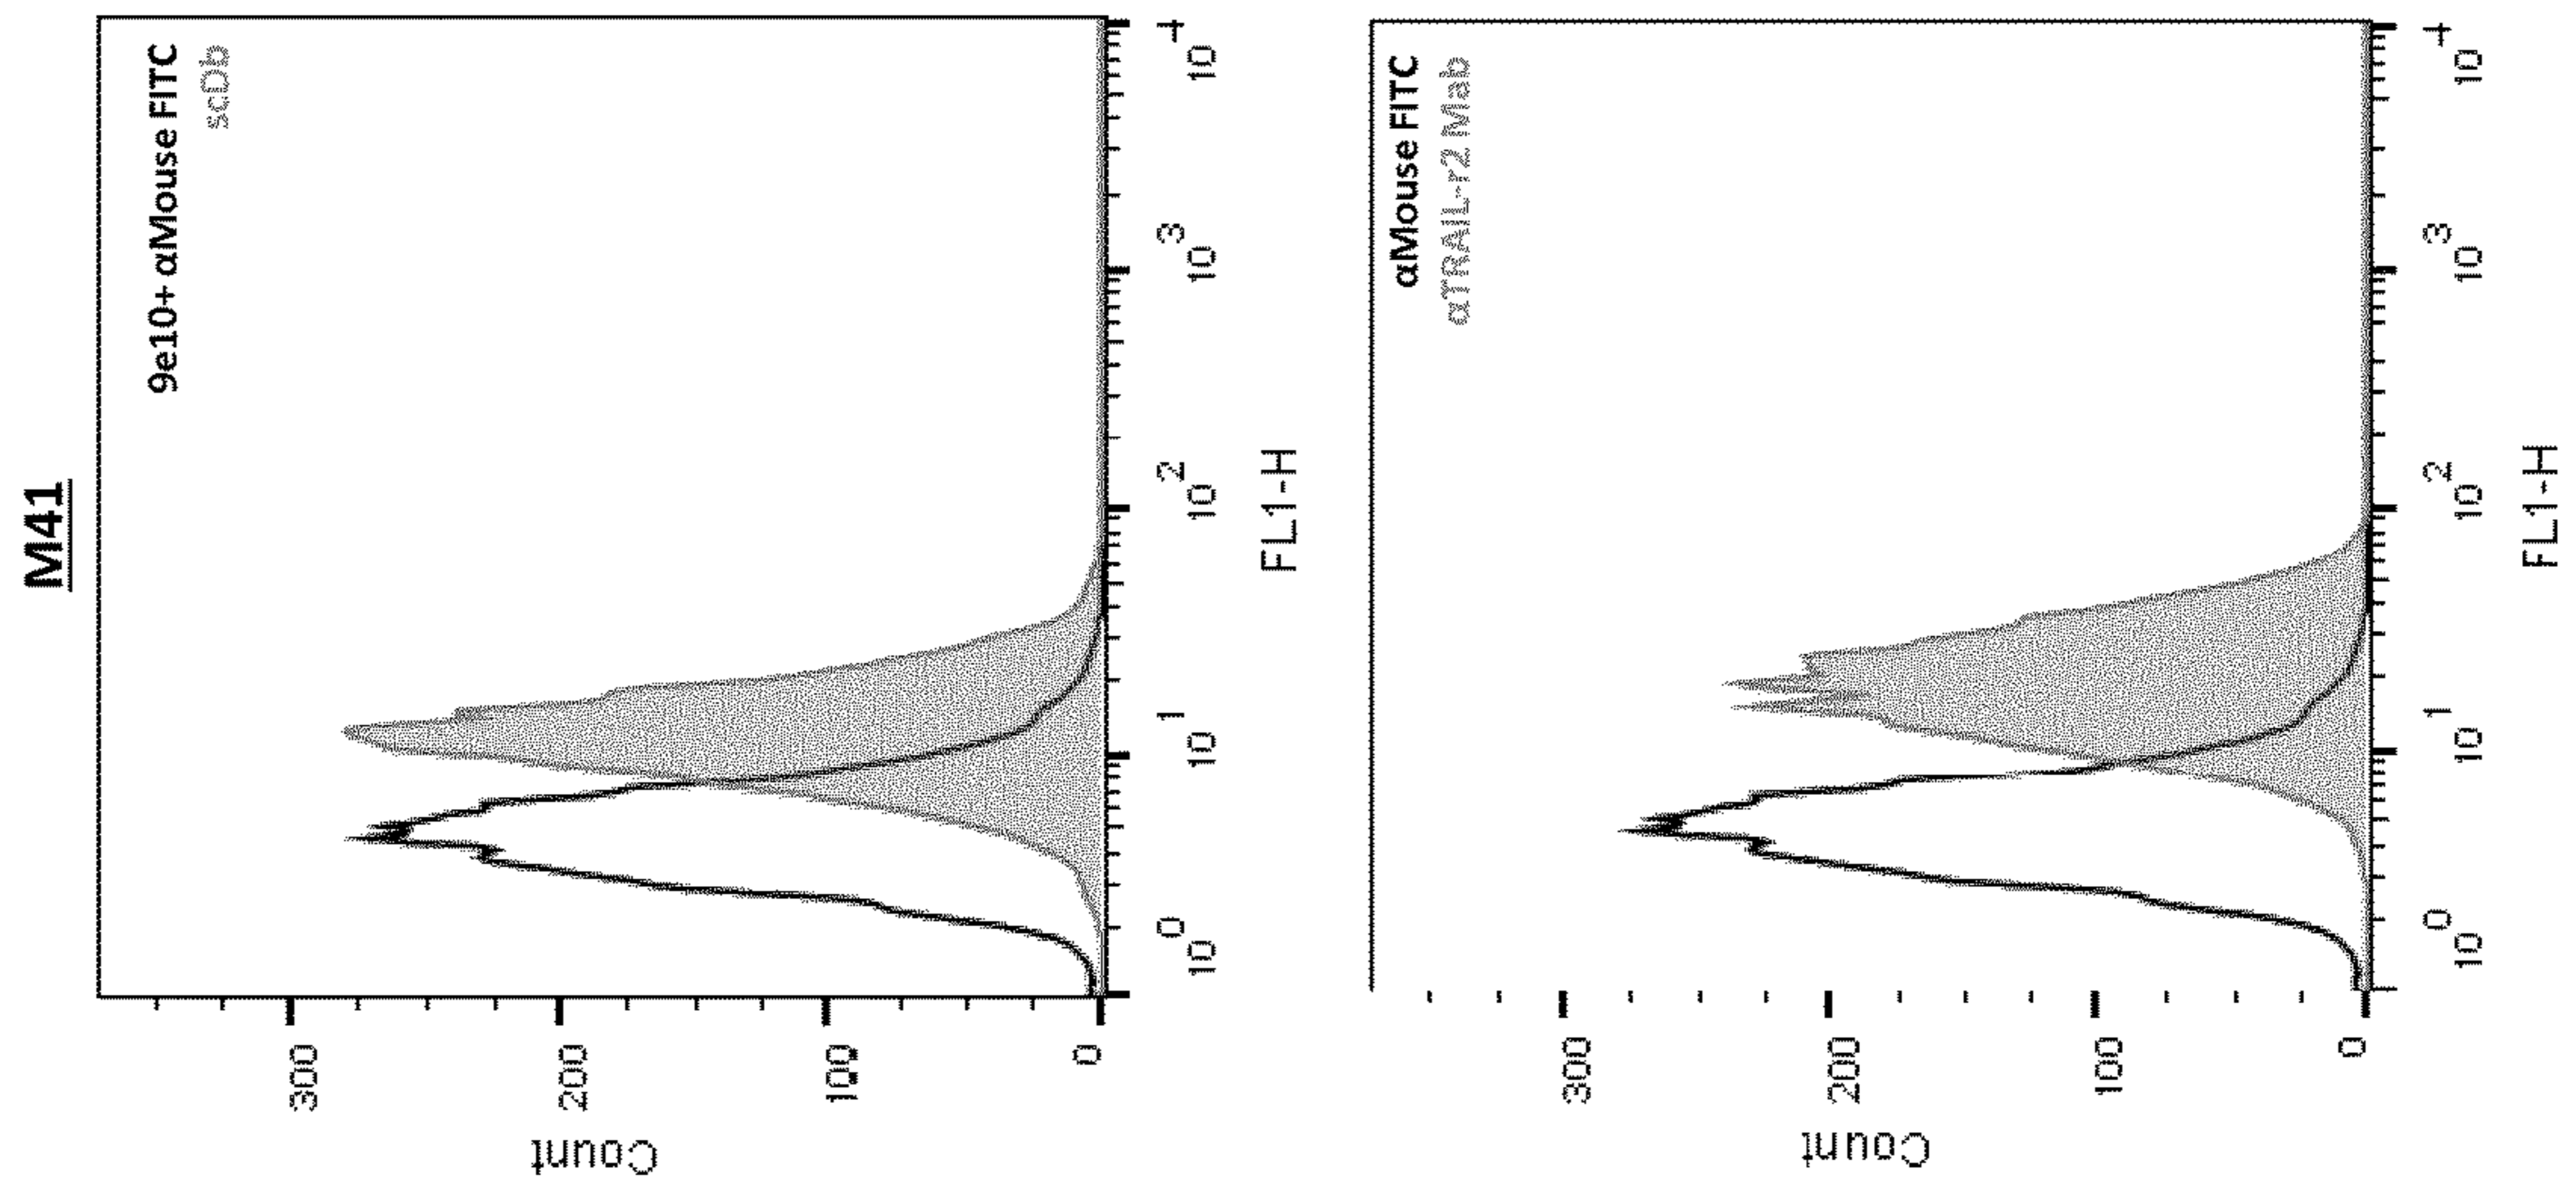 M41
9e10+ αMouse FITC
scDb
Count
300
200
100
0
10 0
10 1
10 2
10 3
10 4
FL1-H
αMouse FITC
αTRAIL-r2 Mab
Count
300
200
100
0
10 0
10 1
10 2
10 3
10 4
FL1-H